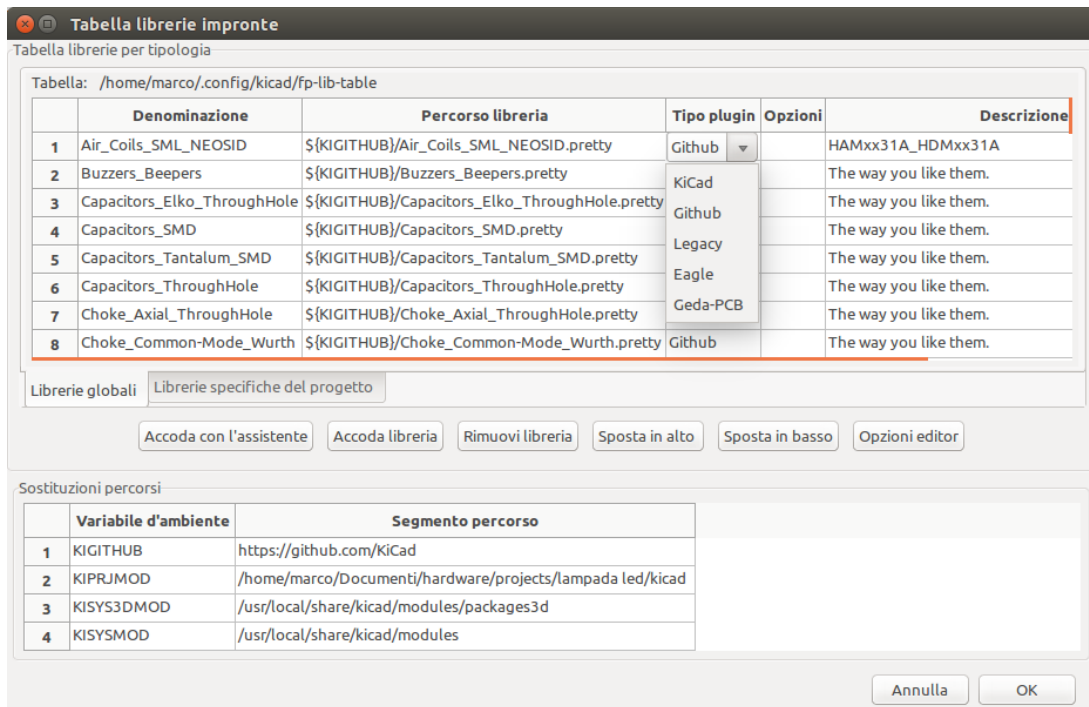 Tabella librerie impronte
Tabella librerie per tipologia
Tabella: /home/marco/.config/kicad/fp-lib-table
Denominazione Percorso libreria Tipo plugin Opzioni Descrizione
1 Air_Coils_SML_NEOSID ${KIGITHUB}/Air_Coils_SML_NEOSID.pretty Github HAMxx31A_HDMxx31A
2 Buzzers_Beepers ${KIGITHUB}/Buzzers_Beepers.pretty The way you like them.
3 Capacitors_Elko_ThroughHole ${KIGITHUB}/Capacitors_Elko_ThroughHole.pretty The way you like them.
4 Capacitors_SMD ${KIGITHUB}/Capacitors_SMD.pretty The way you like them.
5 Capacitors_Tantalum_SMD ${KIGITHUB}/Capacitors_Tantalum_SMD.pretty The way you like them.
6 Capacitors_ThroughHole ${KIGITHUB}/Capacitors_ThroughHole.pretty The way you like them.
7 Choke_Axial_ThroughHole ${KIGITHUB}/Choke_Axial_ThroughHole.pretty The way you like them.
8 Choke_Common-Mode_Wurth ${KIGITHUB}/Choke_Common-Mode_Wurth.pretty Github The way you like them.
KiCad
Github
Legacy
Eagle
Geda-PCB
Librerie globali Librerie specifiche del progetto
Accoda con l'assistente Accoda libreria Rimuovi libreria Sposta in alto Sposta in basso Opzioni editor
Sostituzioni percorsi
Variabile d'ambiente Segmento percorso
1 KIGITHUB https://github.com/KiCad
2 KIPRJMOD /home/marco/Documenti/hardware/projects/lampada led/kicad
3 KISYS3DMOD /usr/local/share/kicad/modules/packages3d
4 KISYSMOD /usr/local/share/kicad/modules
Annulla OK